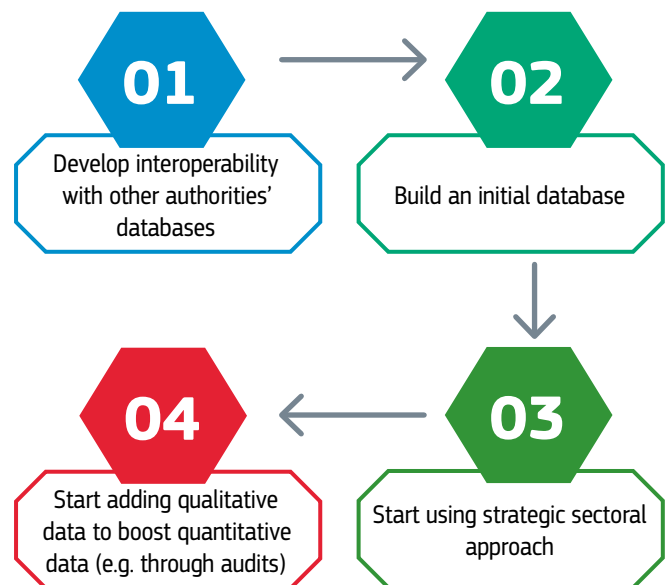 01
Develop interoperability
with other authorities’
databases
02
Build an initial database
03
Start using strategic sectoral
approach
04
Start adding qualitative
data to boost quantitative
data (e.g. through audits)